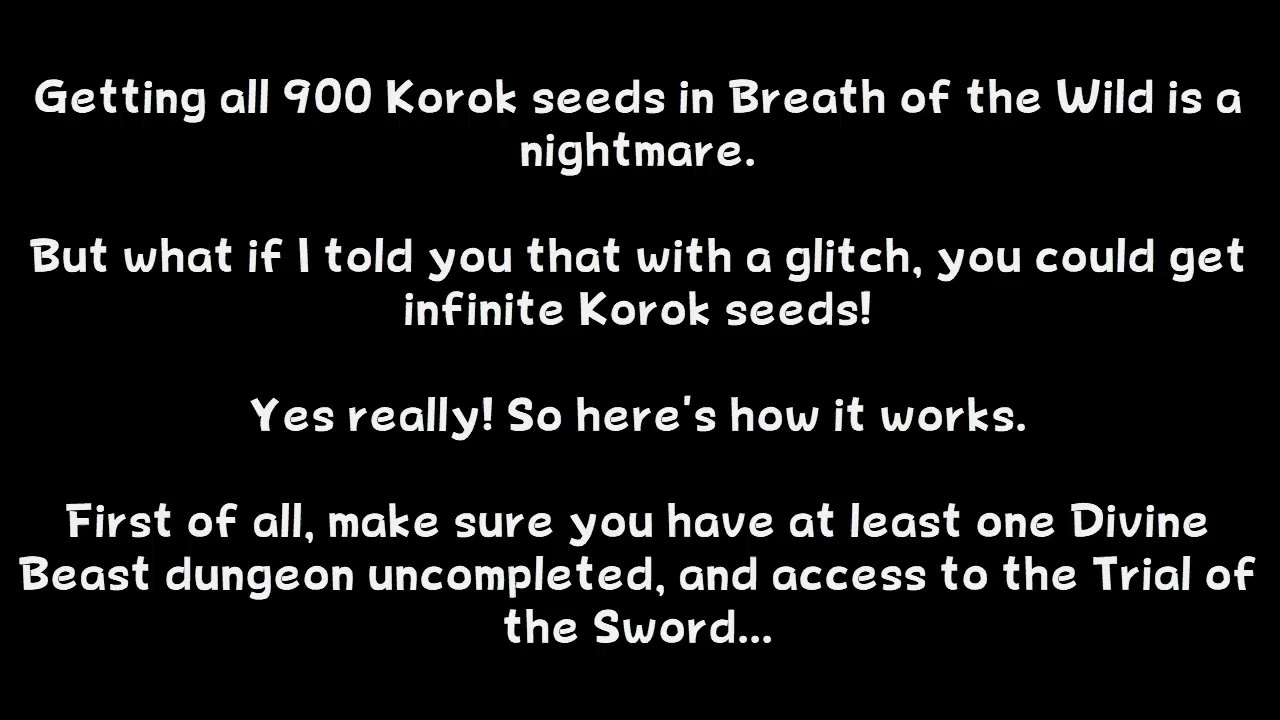 Getting all 900 Korok seeds in Breath of the Wild is a
nightmare.
But what if I told you that with a glitch, you could get
infinite Korok seeds!
Yes really! So here's how it works.
First of all, make sure you have at least one Divine
Beast dungeon uncompleted, and access to the Trial of
the Sword...